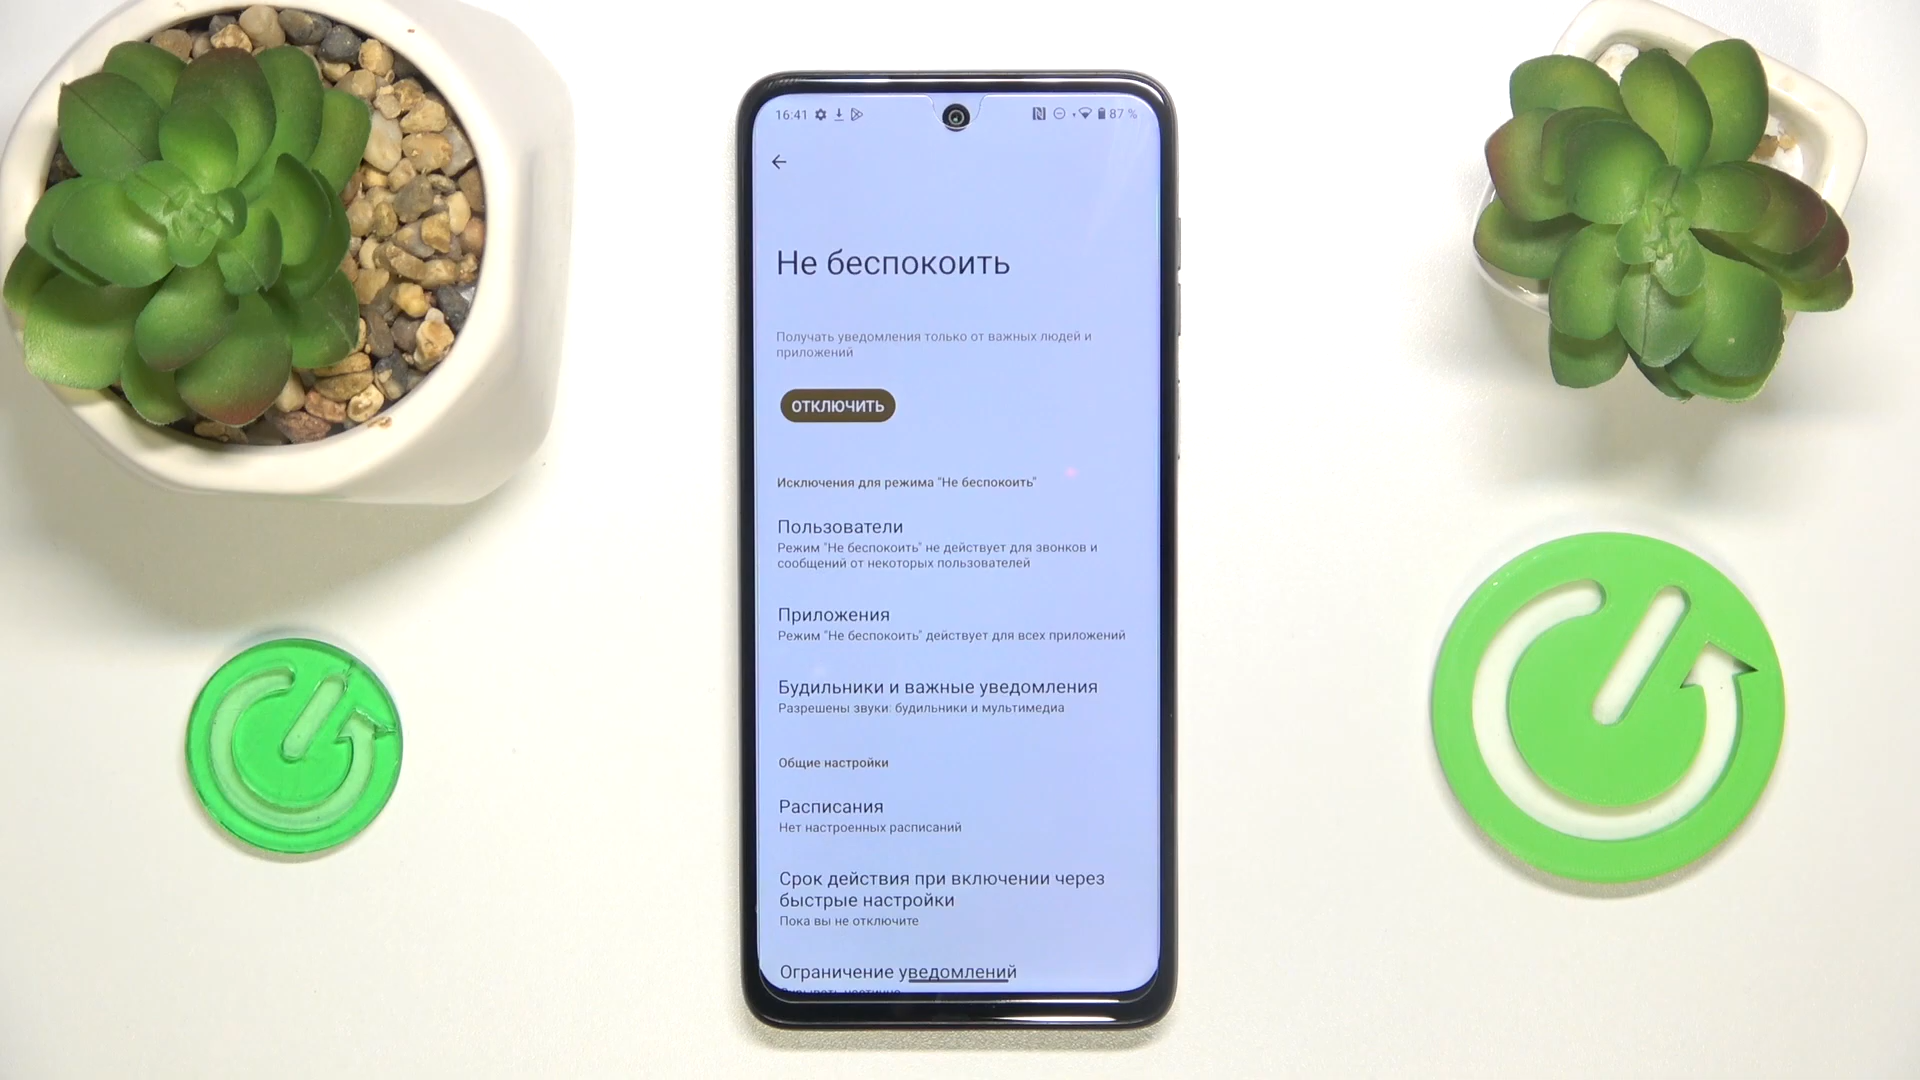 16:41
87 %
Не беспокоить
Получать уведомления только от важных людей и
приложений
ОТКЛЮЧИТЬ
Исключения для режима "Не беспокоить"
Пользователи
Режим "Не беспокоить" не действует для звонков и
сообщений от некоторых пользователей
Приложения
Режим "Не беспокоить" действует для всех приложений
Будильники и важные уведомления
Разрешены звуки: будильники и мультимедиа
Общие настройки
Расписания
Нет настроенных расписаний
Срок действия при включении через
быстрые настройки
Пока вы не отключите
Ограничение уведомлений